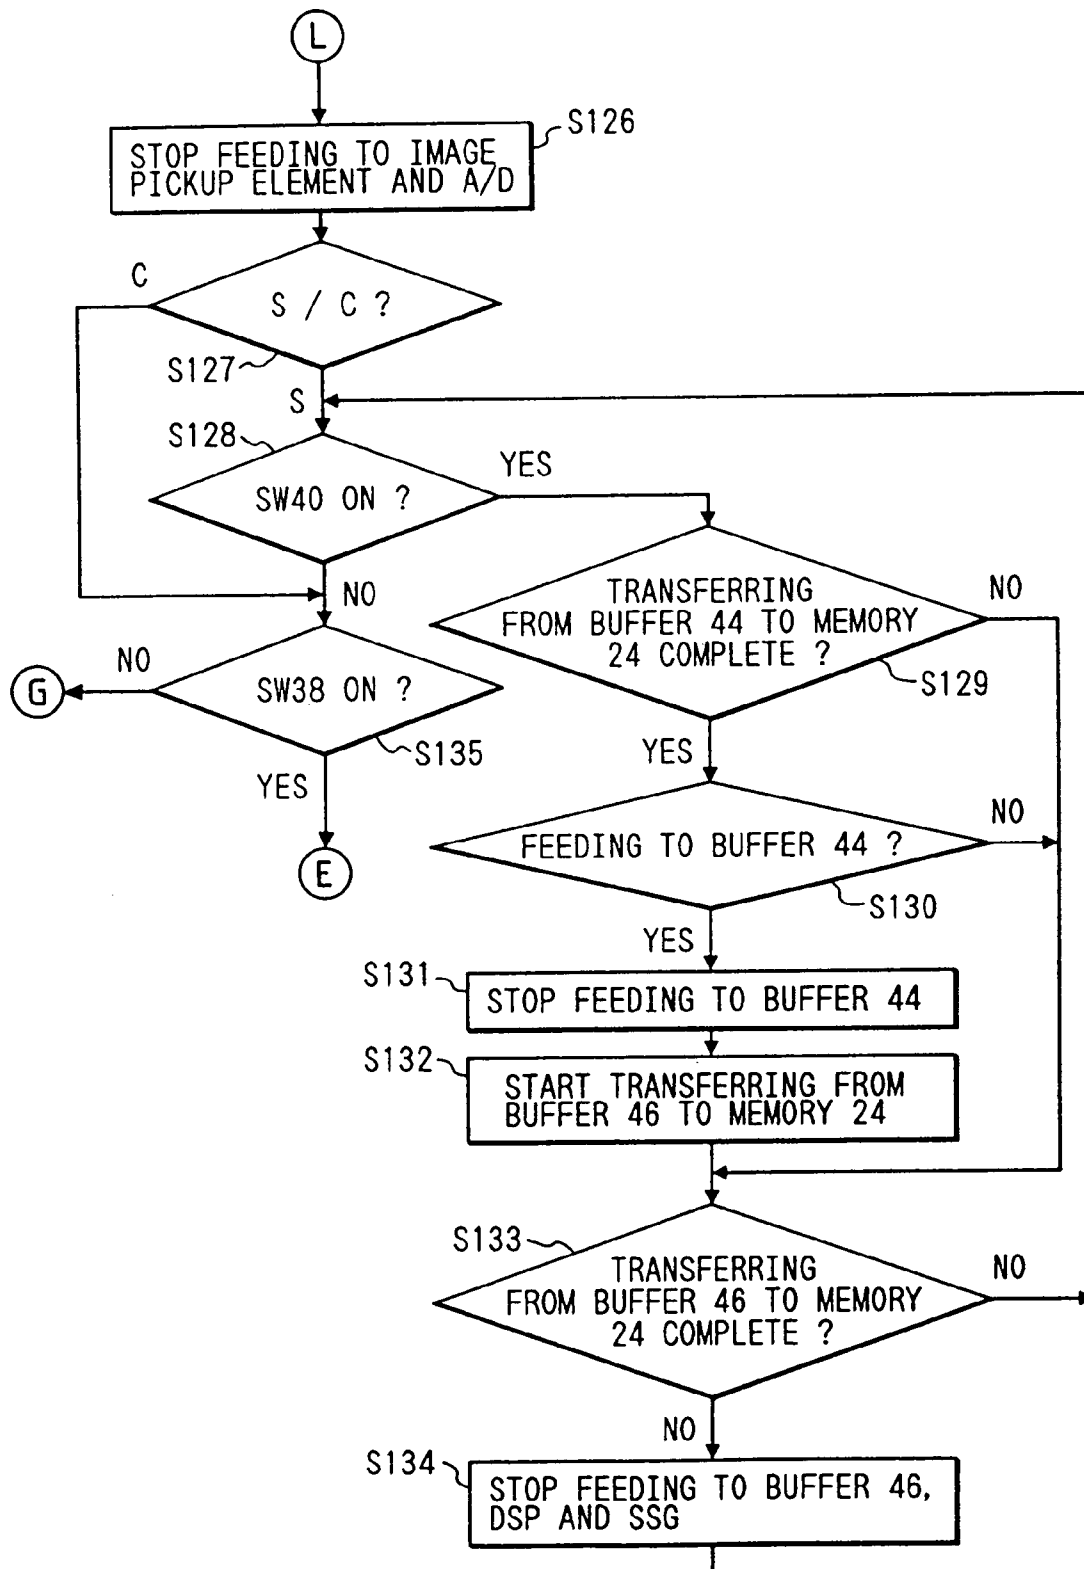 L
S126
STOP FEEDING TO IMAGE
PICKUP ELEMENT AND A/D
C
S / C ?
S127
S
S128
YES
SW40 ON ?
NO
TRANSFERRING
FROM BUFFER 44 TO MEMORY
24 COMPLETE ?
NO
S129
NO
SW38 ON ?
G
S135
YES
E
YES
FEEDING TO BUFFER 44 ?
NO
S130
YES
S131
STOP FEEDING TO BUFFER 44
S132
START TRANSFERRING FROM
BUFFER 46 TO MEMORY 24
S133
TRANSFERRING
FROM BUFFER 46 TO MEMORY
24 COMPLETE ?
NO
NO
S134
STOP FEEDING TO BUFFER 46,
DSP AND SSG